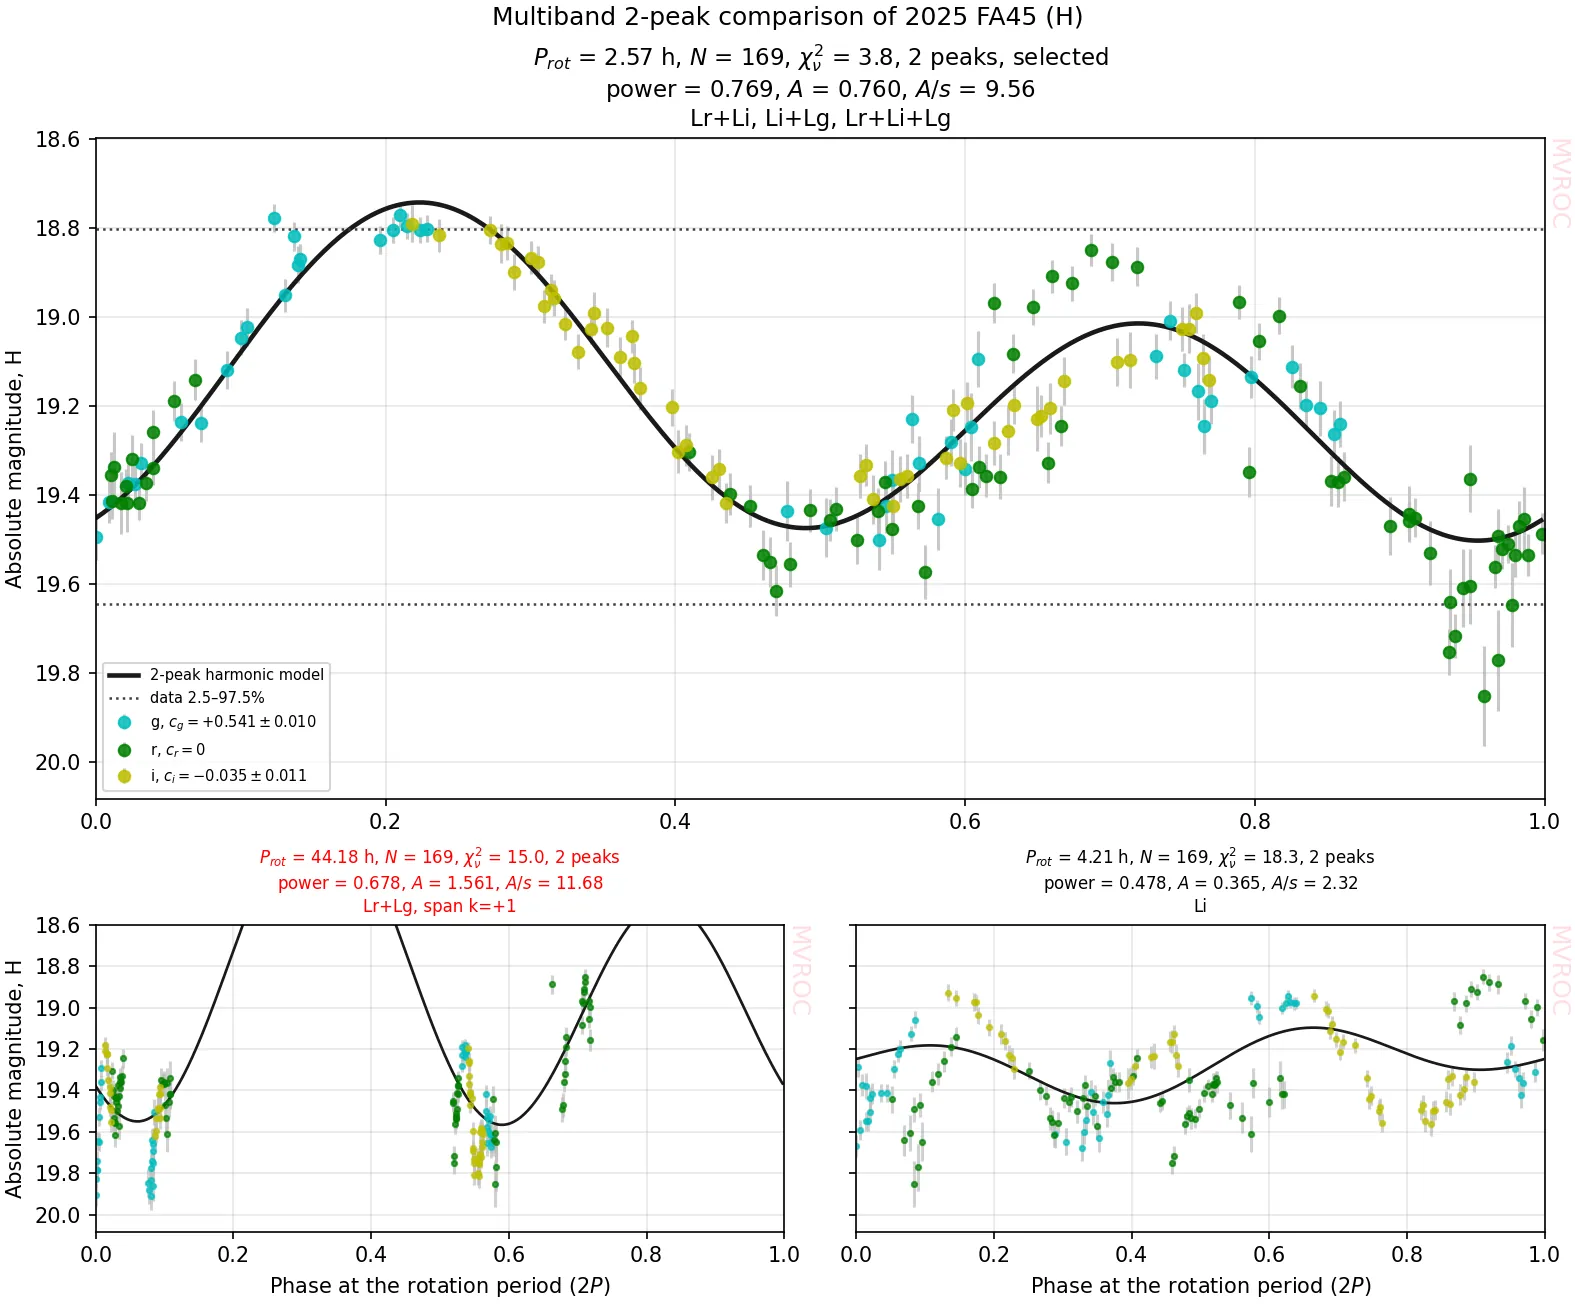 Multiband 2-peak comparison of 2025 FA45 (H)
P_rot = 2.57 h, N = 169, χ²_ν = 3.8, 2 peaks, selected
power = 0.769, A = 0.760, A/s = 9.56
Lr+Li, Li+Lg, Lr+Li+Lg
Absolute magnitude, H
18.6
18.8
19.0
19.2
19.4
19.6
19.8
20.0
2-peak harmonic model
data 2.5–97.5%
g, c_g = +0.541 ± 0.010
r, c_r = 0
i, c_i = −0.035 ± 0.011
0.0 0.2 0.4 0.6 0.8 1.0
MVROC
P_rot = 44.18 h, N = 169, χ²_ν = 15.0, 2 peaks
power = 0.678, A = 1.561, A/s = 11.68
Lr+Lg, span k=+1
Absolute magnitude, H
18.6
18.8
19.0
19.2
19.4
19.6
19.8
20.0
0.0 0.2 0.4 0.6 0.8 1.0
Phase at the rotation period (2P)
MVROC
P_rot = 4.21 h, N = 169, χ²_ν = 18.3, 2 peaks
power = 0.478, A = 0.365, A/s = 2.32
Li
0.0 0.2 0.4 0.6 0.8 1.0
Phase at the rotation period (2P)
MVROC